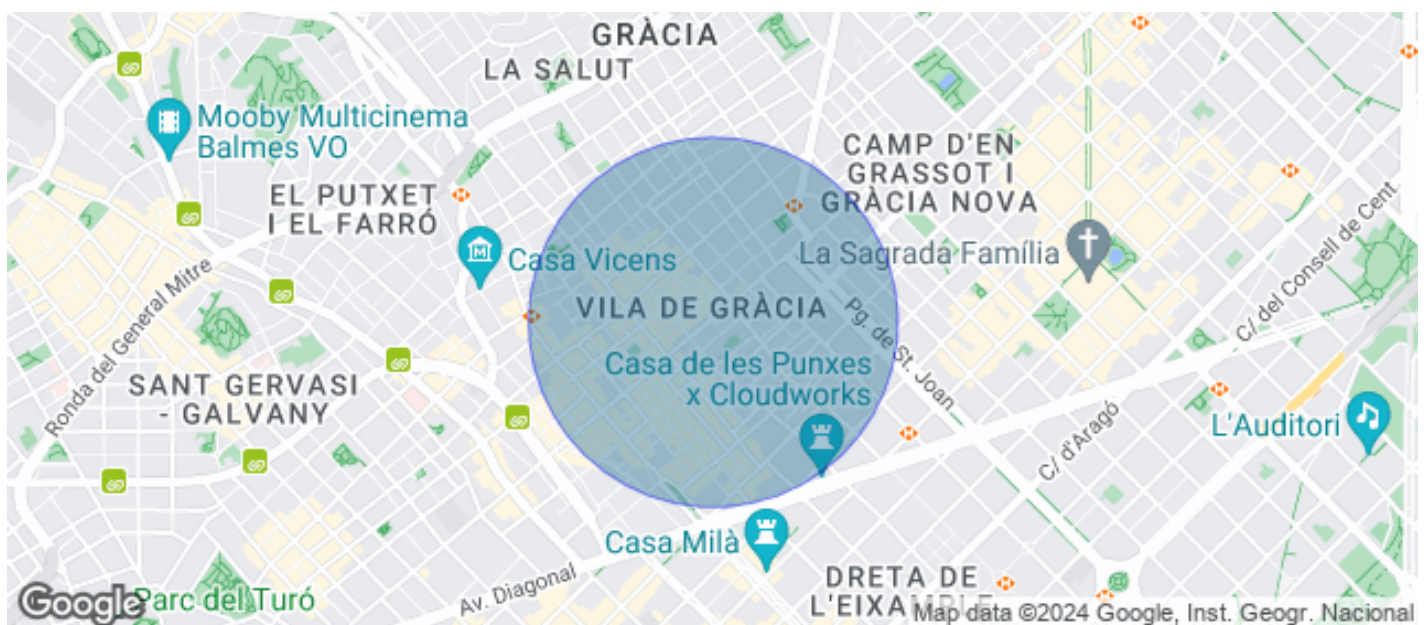 GRÀCIA
LA SALUT
Mooby Multicinema
Balmes VO
CAMP D'EN
GRASSOT I
GRÀCIA NOVA
EL PUTXET
I EL FARRÓ
Casa Vicens
La Sagrada Família
C/ del Consell de Cent.
Ronda del General Mitre
VILA DE GRÀCIA
Pg. de St. Joan
Casa de les Punxes
x Cloudworks
SANT GERVASI
- GALVANY
L'Auditori
C/ d'Aragó
Casa Milà
Av. Diagonal
DRETA DE
L'EIXAMPLE
Parc del Turó
Google
Map data ©2024 Google, Inst. Geogr. Nacional